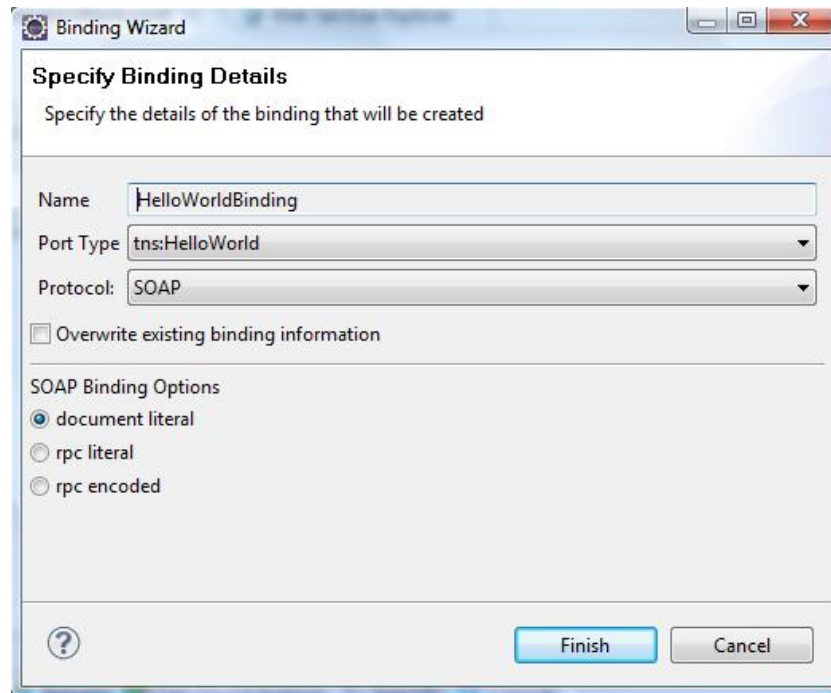 Binding Wizard
Specify Binding Details
Specify the details of the binding that will be created
Name HelloWorldBinding
Port Type tns:HelloWorld
Protocol: SOAP
Overwrite existing binding information
SOAP Binding Options
document literal
rpc literal
rpc encoded
Finish Cancel